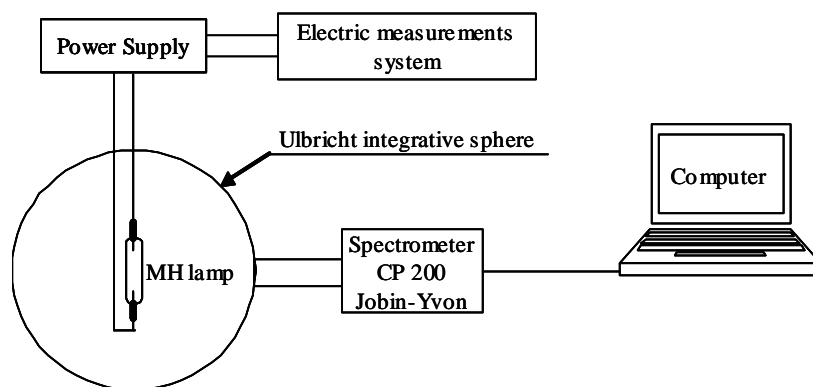 Power Supply
Electric measurements
system
Ulbricht integrative sphere
Computer
MH lamp
Spectrometer
CP 200
Jobin-Yvon